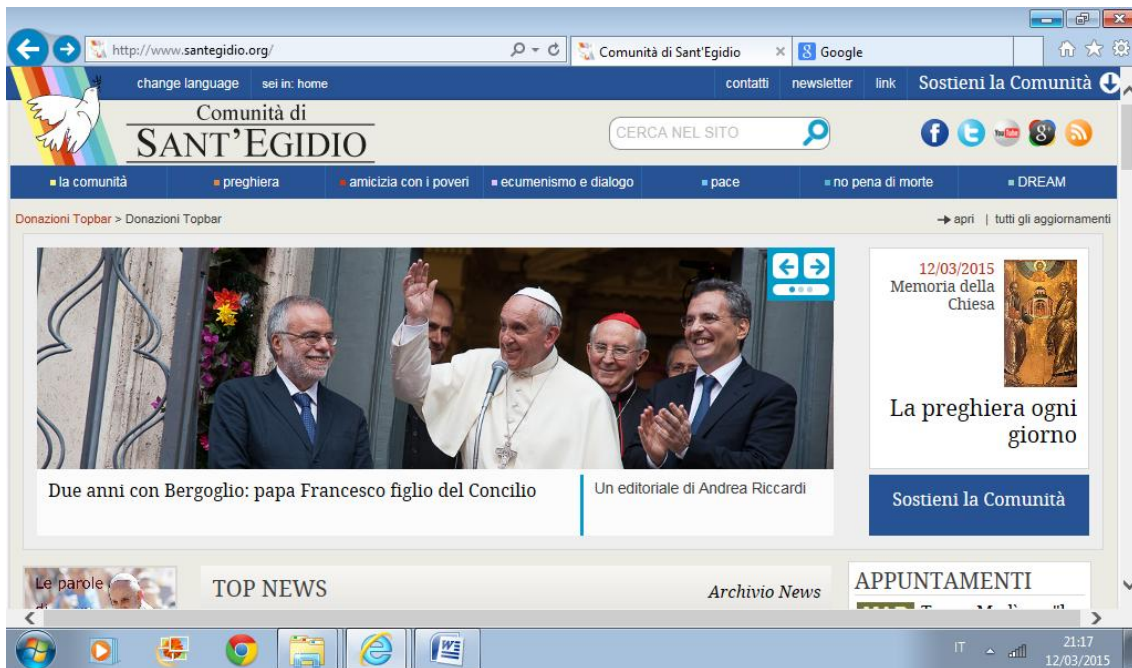 http://www.santegidio.org/
Comunità di Sant'Egidio
Google
change language
sei in: home
contatti
newsletter
link
Sostieni la Comunità
Comunità di
SANT'EGIDIO
CERCA NEL SITO
la comunità
preghiera
amicizia con i poveri
ecumenismo e dialogo
pace
no pena di morte
DREAM
Donazioni Topbar > Donazioni Topbar
apri | tutti gli aggiornamenti
12/03/2015
Memoria della
Chiesa
La preghiera ogni
giorno
Due anni con Bergoglio: papa Francesco figlio del Concilio
Un editoriale di Andrea Riccardi
Sostieni la Comunità
Le parole
TOP NEWS
Archivio News
APPUNTAMENTI
IT
21:17
12/03/2015